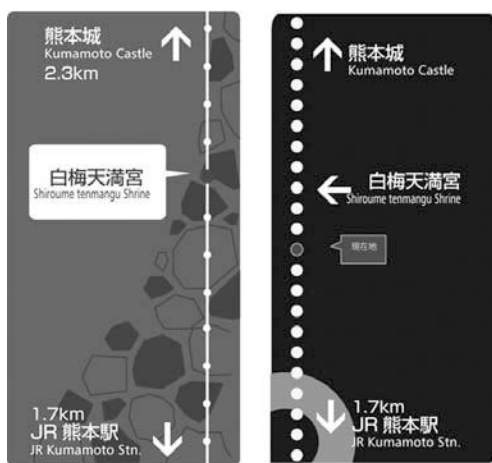 熊本城
Kumamoto Castle
2.3km
白梅天満宮
Shiroume tenmangu Shrine
1.7km
JR 熊本駅
JR Kumamoto Stn.
熊本城
Kumamoto Castle
白梅天満宮
Shiroume tenmangu Shrine
現在地
1.7km
JR 熊本駅
JR Kumamoto Stn.